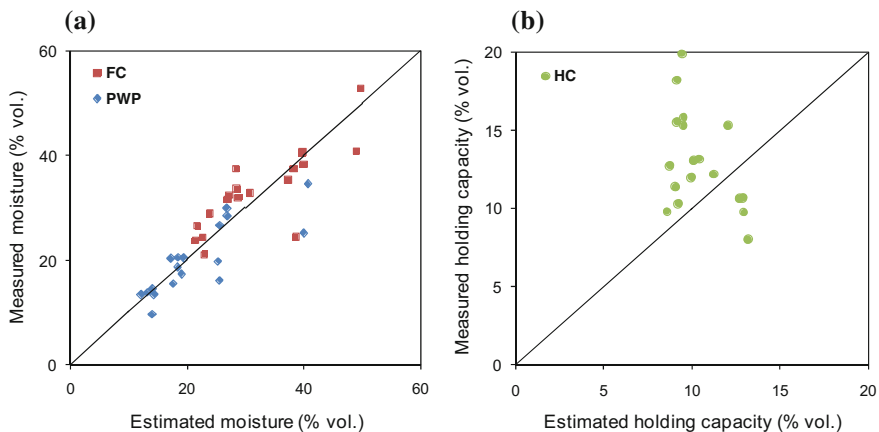 (a)
60
40
20
0
0 20 40 60
FC
PWP
Measured moisture (% vol.)
Estimated moisture (% vol.)
(b)
20
15
10
5
0
0 5 10 15 20
HC
Measured holding capacity (% vol.)
Estimated holding capacity (% vol.)